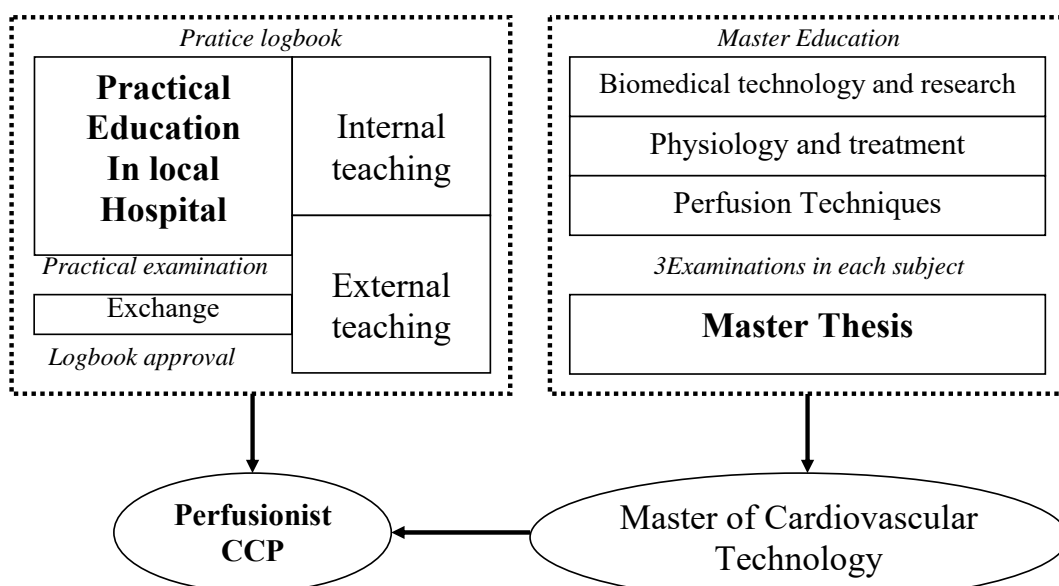 Pratice logbook
Practical
Education
In local
Hospital
Internal
teaching
Practical examination
Exchange
External
teaching
Logbook approval
Master Education
Biomedical technology and research
Physiology and treatment
Perfusion Techniques
3Examinations in each subject
Master Thesis
Perfusionist
CCP
Master of Cardiovascular
Technology